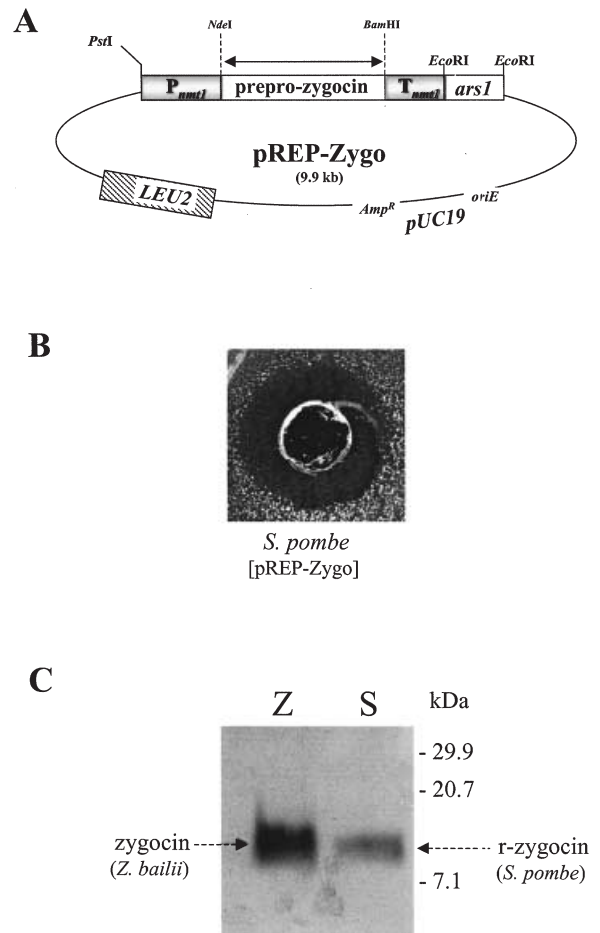 A
PstI
NdeI
BamHI
EcoRI
EcoRI
Pnmt1
prepro-zygocin
Tnmt1
ars1
pREP-Zygo
(9.9 kb)
LEU2
AmpR
pUC19
oriE
B
S. pombe
[pREP-Zygo]
C
Z
S
kDa
- 29.9
- 20.7
zygocin
(Z. bailii)
r-zygocin
(S. pombe)
- 7.1